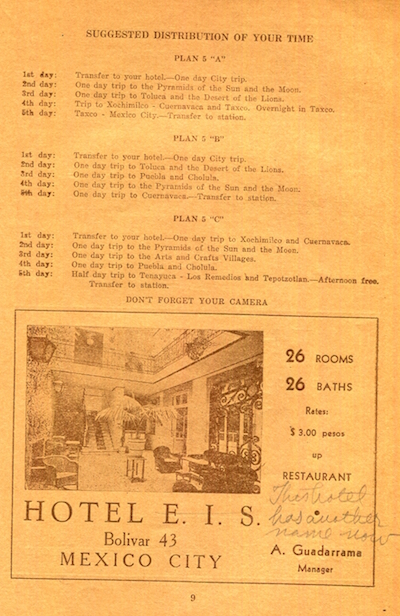 SUGGESTED DISTRIBUTION OF YOUR TIME
PLAN 5 "A"
1st day: Transfer to your hotel.—One day City trip.
2nd day: One day trip to the Pyramids of the Sun and the Moon.
3rd day: One day trip to Toluca and the Desert of the Lions.
4th day: Trip to Xochimilco - Cuernavaca and Taxco. Overnight in Taxco.
5th day: Taxco - Mexico City.—Transfer to station.
PLAN 5 "B"
1st day: Transfer to your hotel.—One day City trip.
2nd day: One day trip to Toluca and the Desert of the Lions.
3rd day: One day trip to Puebla and Cholula.
4th day: One day trip to the Pyramids of the Sun and the Moon.
5th day: One day trip to Cuernavaca.—Transfer to station.
PLAN 5 "C"
1st day: Transfer to your hotel.—One day trip to Xochimilco and Cuernavaca.
2nd day: One day trip to the Pyramids of the Sun and the Moon.
3rd day: One day trip to the Arts and Crafts Villages.
4th day: One day trip to Puebla and Cholula.
5th day: Half day trip to Tenayuca - Los Remedios and Tepotzotlan.—Afternoon free.
Transfer to station.
DON'T FORGET YOUR CAMERA
26 ROOMS
26 BATHS
Rates:
$ 3.00 pesos
up
RESTAURANT
This hotel
has another
name now
HOTEL E. I. S.
Bolivar 43
MEXICO CITY
A. Guadarrama
Manager
9